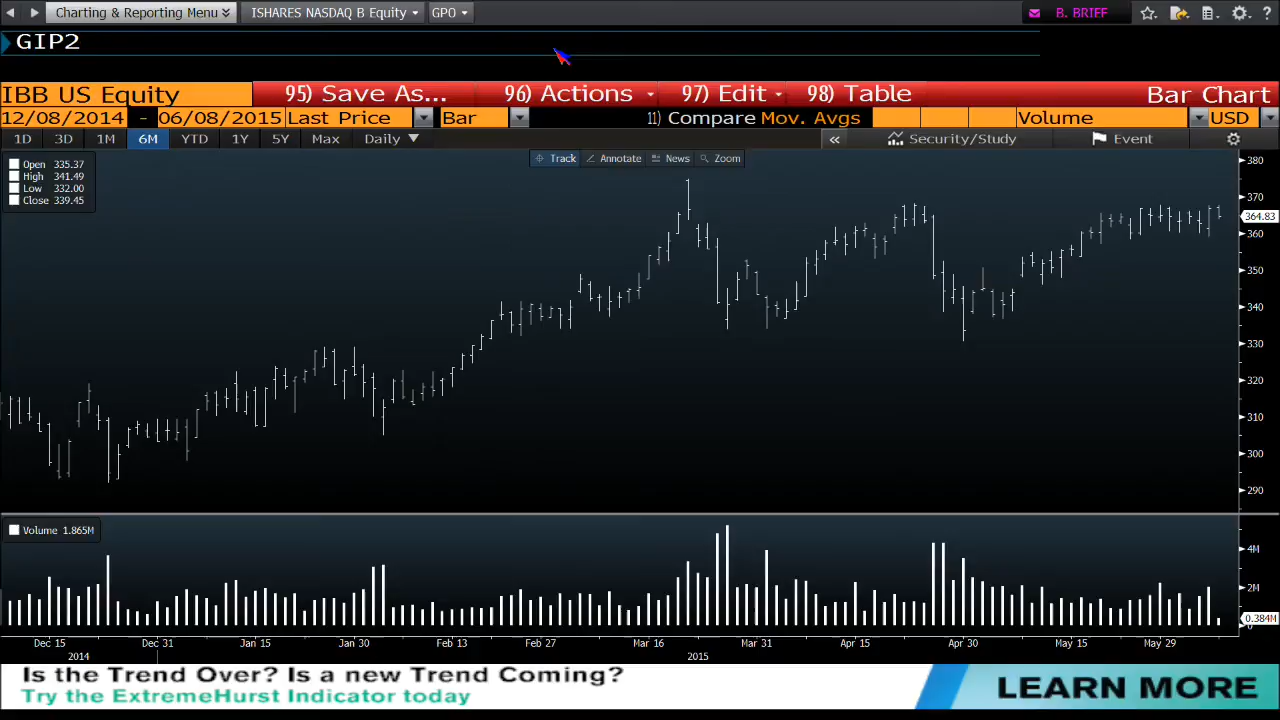 Charting & Reporting Menu ISHARES NASDAQ B Equity GPO B. BRIFF ?
GIP2
IBB US Equity 95) Save As... 96) Actions 97) Edit 98) Table Bar Chart
12/08/2014 - 06/08/2015 Last Price Bar 11) Compare Mov. Avgs Volume USD
1D 3D 1M 6M YTD 1Y 5Y Max Daily « Security/Study Event
Track Annotate News Zoom
Open 335.37
High 341.49
Low 332.00
Close 339.45
380
370
364.83
360
350
340
330
320
310
300
290
Volume 1.865M
4M
2M
0.384M
0
Dec 15 Dec 31 Jan 15 Jan 30 Feb 13 Feb 27 Mar 16 Mar 31 Apr 15 Apr 30 May 15 May 29
2014 2015
Is the Trend Over? Is a new Trend Coming?
Try the ExtremeHurst Indicator today
LEARN MORE